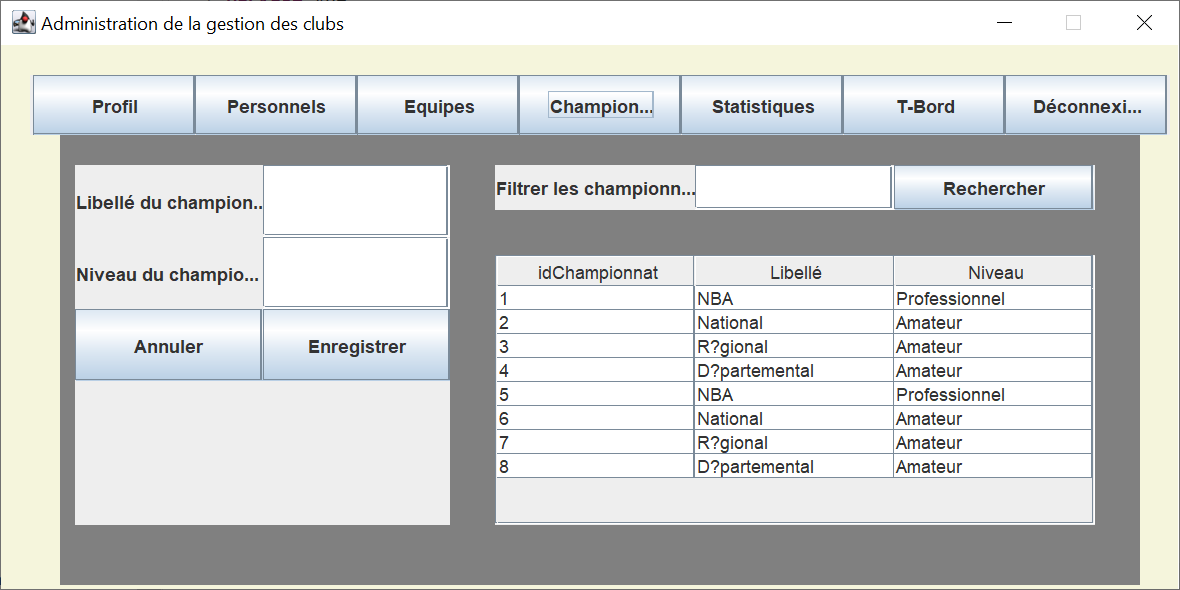 Administration de la gestion des clubs
Profil Personnels Equipes Champion... Statistiques T-Bord Déconnexi...
Libellé du champion..
Niveau du champio...
Annuler Enregistrer
Filtrer les championn... Rechercher
idChampionnat Libellé Niveau
1 NBA Professionnel
2 National Amateur
3 R?gional Amateur
4 D?partemental Amateur
5 NBA Professionnel
6 National Amateur
7 R?gional Amateur
8 D?partemental Amateur